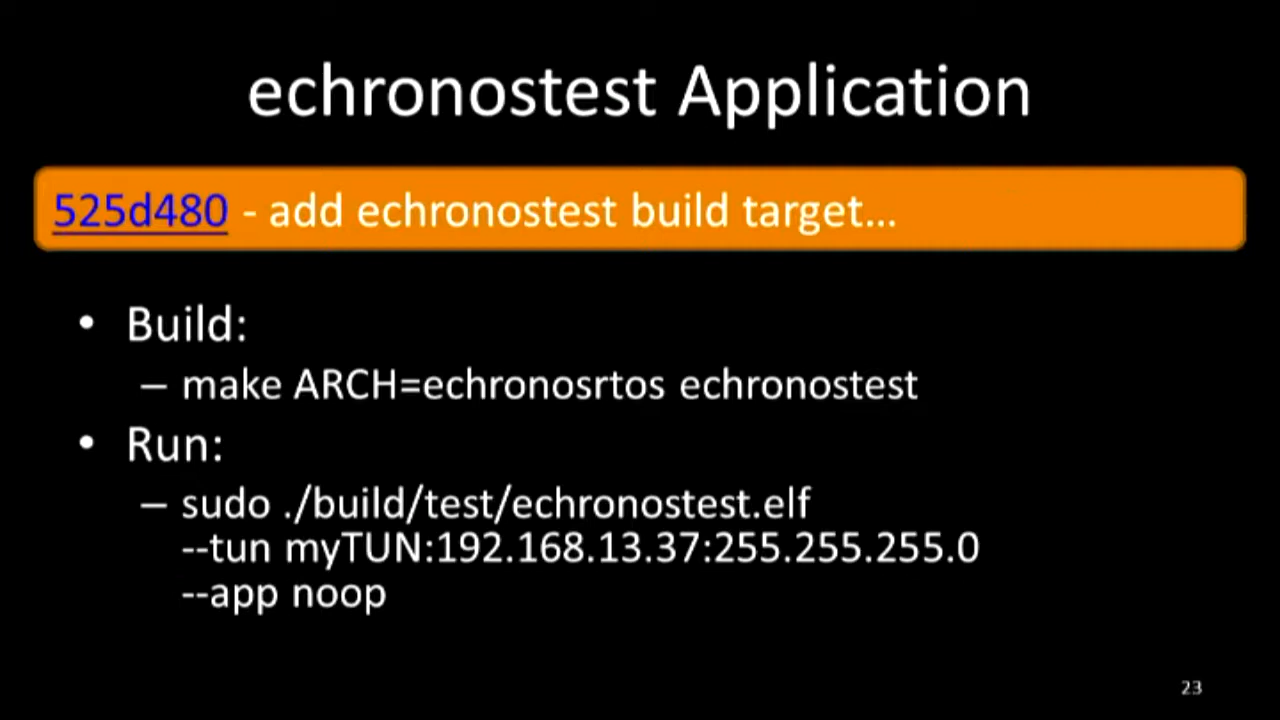 echronostest Application
525d480 - add echronostest build target...
• Build:
– make ARCH=echronosrtos echronostest
• Run:
– sudo ./build/test/echronostest.elf
--tun myTUN:192.168.13.37:255.255.255.0
--app noop
23